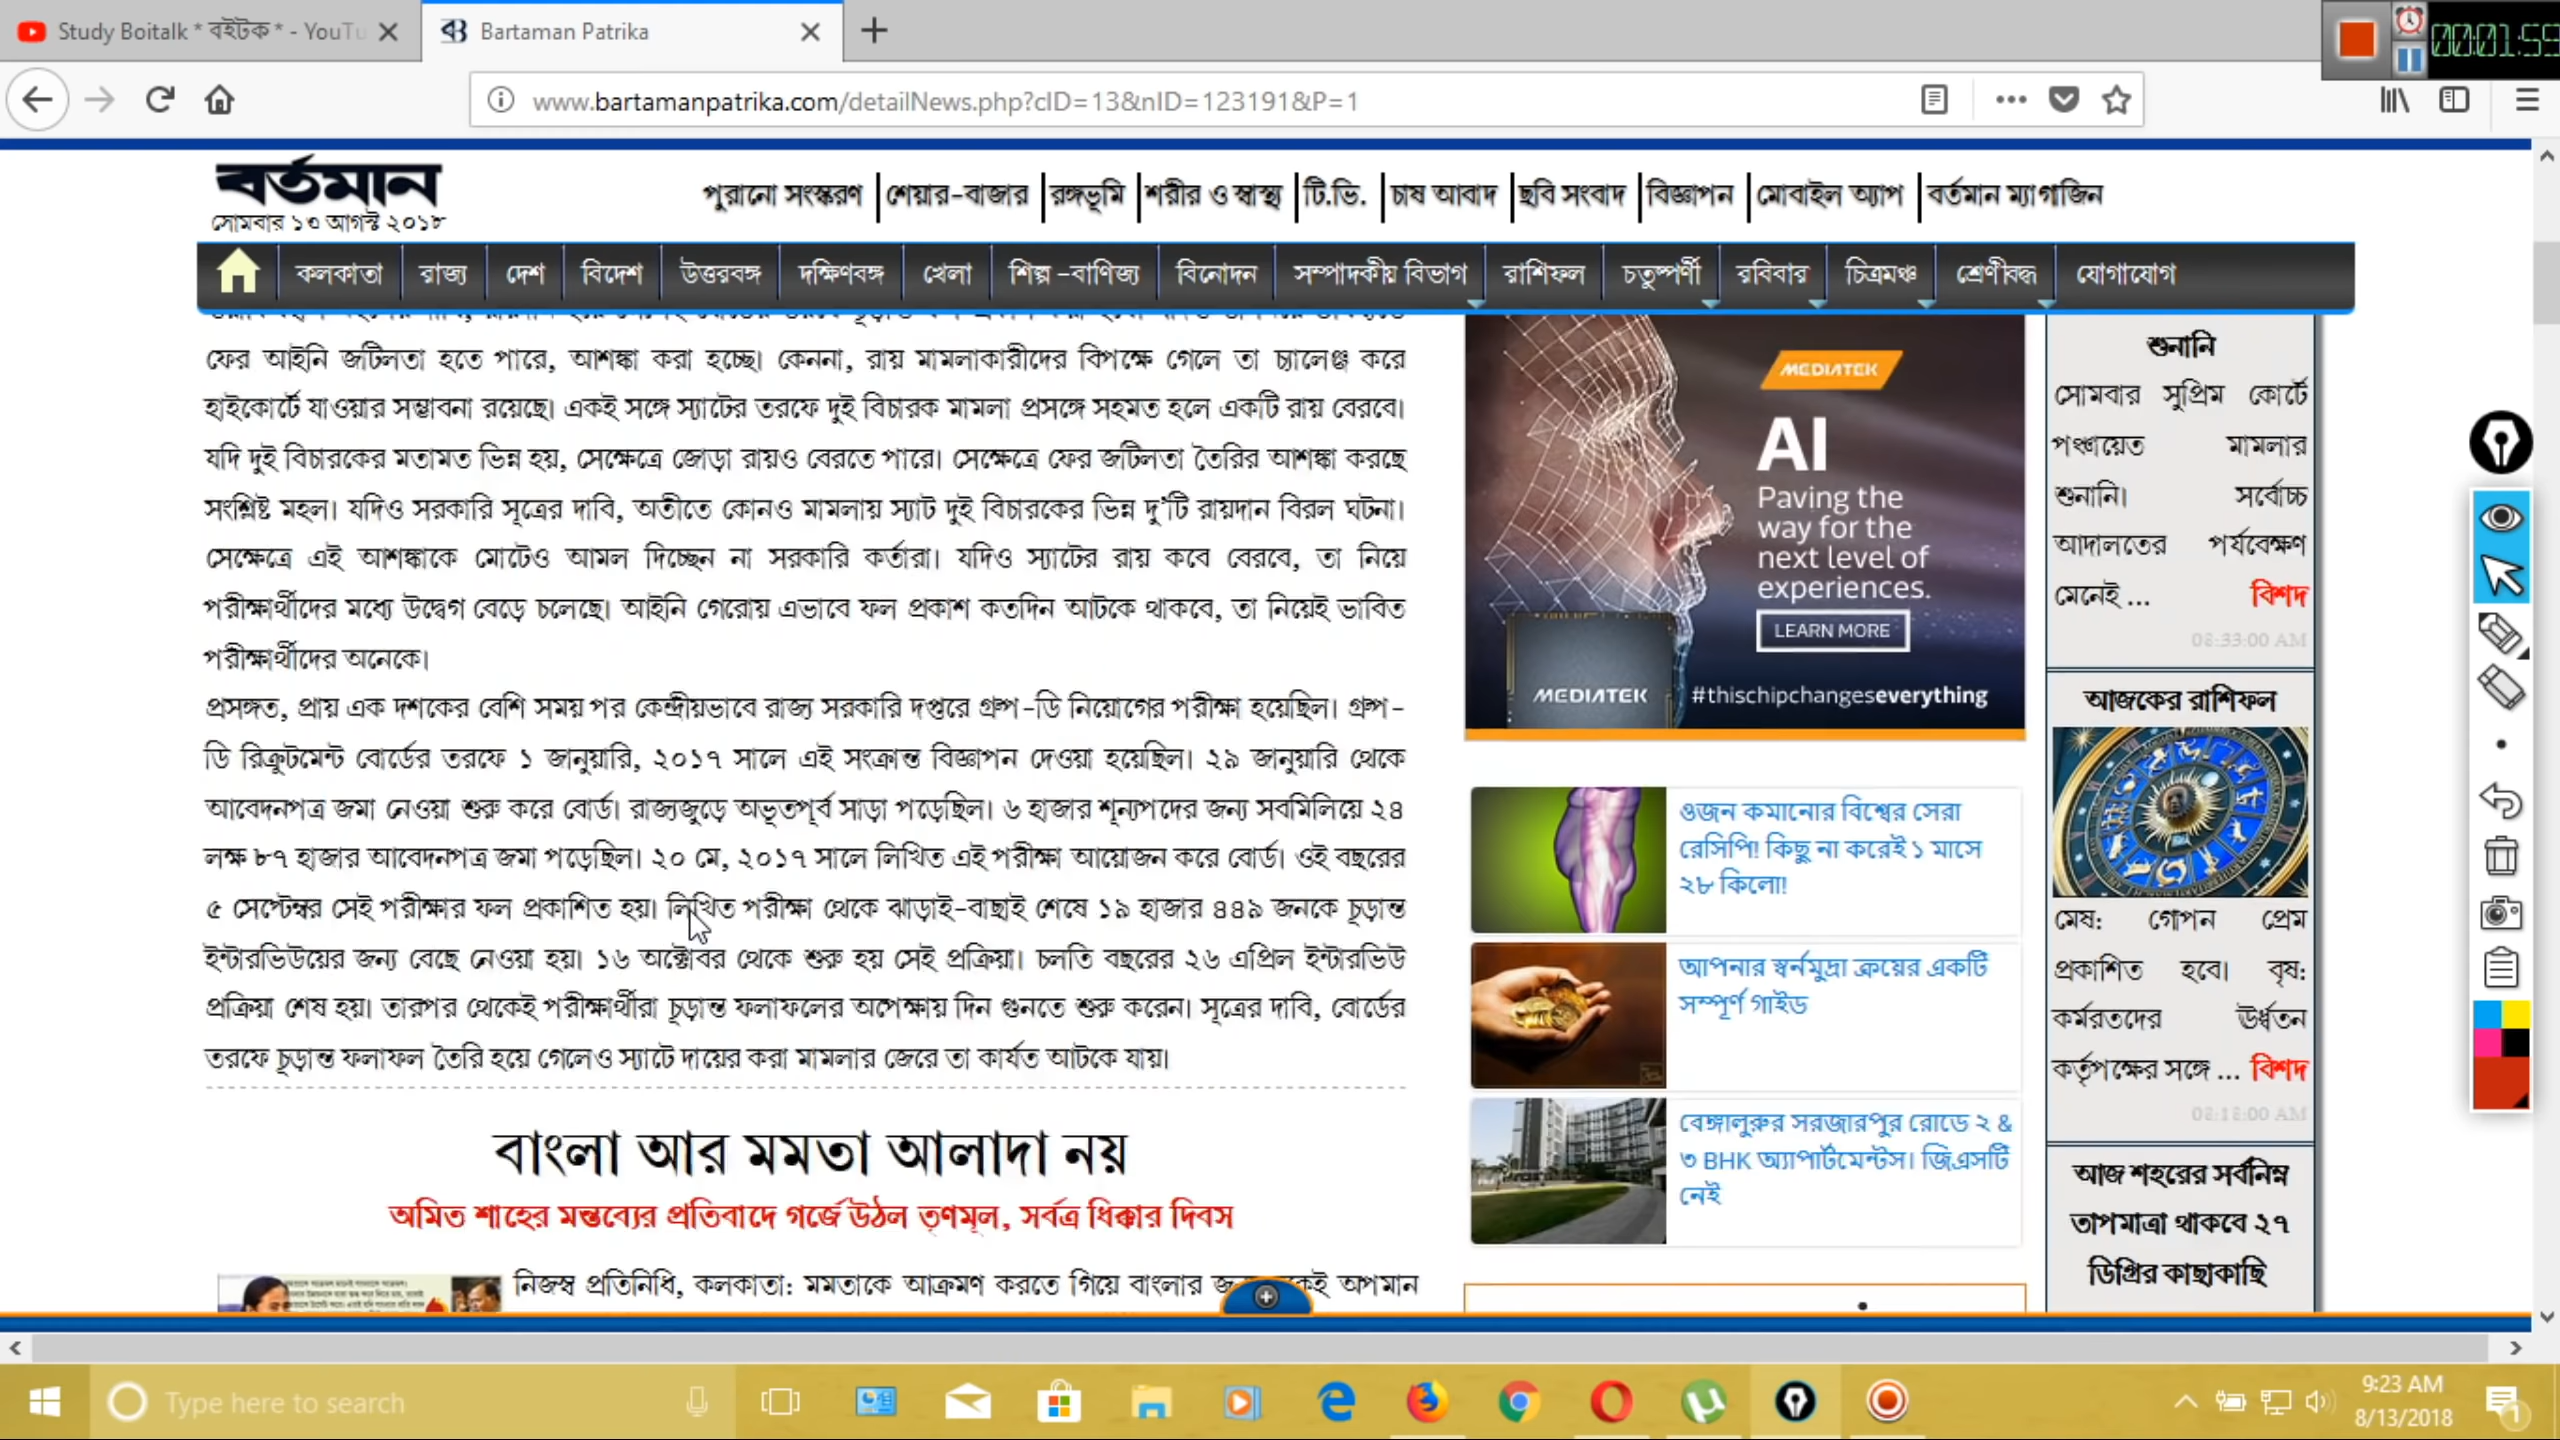 Study Boitalk * বইটক * - YouTu
Bartaman Patrika
00:01:55
www.bartamanpatrika.com/detailNews.php?cID=13&nID=123191&P=1
বর্তমান
সোমবার ১৩ আগস্ট ২০১৮
পুরানো সংস্করণ শেয়ার-বাজার রঙ্গভূমি শরীর ও স্বাস্থ্য টি.ভি. চাষ আবাদ ছবি সংবাদ বিজ্ঞাপন মোবাইল অ্যাপ বর্তমান ম্যাগাজিন
কলকাতা রাজ্য দেশ বিদেশ উত্তরবঙ্গ দক্ষিণবঙ্গ খেলা শিল্প -বাণিজ্য বিনোদন সম্পাদকীয় বিভাগ রাশিফল চতুষ্পর্ণী রবিবার চিত্রমঞ্চ শ্রেণীবদ্ধ যোগাযোগ
ফের আইনি জটিলতা হতে পারে, আশঙ্কা করা হচ্ছে। কেননা, রায় মামলাকারীদের বিপক্ষে গেলে তা চ্যালেঞ্জ করে
হাইকোর্টে যাওয়ার সম্ভাবনা রয়েছে। একই সঙ্গে স্যাটের তরফে দুই বিচারক মামলা প্রসঙ্গে সহমত হলে একটি রায় বেরবে।
যদি দুই বিচারকের মতামত ভিন্ন হয়, সেক্ষেত্রে জোড়া রায়ও বেরতে পারে। সেক্ষেত্রে ফের জটিলতা তৈরির আশঙ্কা করছে
সংশ্লিষ্ট মহল। যদিও সরকারি সূত্রের দাবি, অতীতে কোনও মামলায় স্যাট দুই বিচারকের ভিন্ন দু’টি রায়দান বিরল ঘটনা।
সেক্ষেত্রে এই আশঙ্কাকে মোটেও আমল দিচ্ছেন না সরকারি কর্তারা। যদিও স্যাটের রায় কবে বেরবে, তা নিয়ে
পরীক্ষার্থীদের মধ্যে উদ্বেগ বেড়ে চলেছে। আইনি গেরোয় এভাবে ফল প্রকাশ কতদিন আটকে থাকবে, তা নিয়েই ভাবিত
পরীক্ষার্থীদের অনেকে।
প্রসঙ্গত, প্রায় এক দশকের বেশি সময় পর কেন্দ্রীয়ভাবে রাজ্য সরকারি দপ্তরে গ্রুপ-ডি নিয়োগের পরীক্ষা হয়েছিল। গ্রুপ-
ডি রিক্রুটমেন্ট বোর্ডের তরফে ১ জানুয়ারি, ২০১৭ সালে এই সংক্রান্ত বিজ্ঞাপন দেওয়া হয়েছিল। ২৯ জানুয়ারি থেকে
আবেদনপত্র জমা নেওয়া শুরু করে বোর্ড। রাজ্যজুড়ে অভূতপূর্ব সাড়া পড়েছিল। ৬ হাজার শূন্যপদের জন্য সবমিলিয়ে ২৪
লক্ষ ৮৭ হাজার আবেদনপত্র জমা পড়েছিল। ২০ মে, ২০১৭ সালে লিখিত এই পরীক্ষা আয়োজন করে বোর্ড। ওই বছরের
৫ সেপ্টেম্বর সেই পরীক্ষার ফল প্রকাশিত হয়। লিখিত পরীক্ষা থেকে ঝাড়াই-বাছাই শেষে ১৯ হাজার ৪৪৯ জনকে চূড়ান্ত
ইন্টারভিউয়ের জন্য বেছে নেওয়া হয়। ১৬ অক্টোবর থেকে শুরু হয় সেই প্রক্রিয়া। চলতি বছরের ২৬ এপ্রিল ইন্টারভিউ
প্রক্রিয়া শেষ হয়। তারপর থেকেই পরীক্ষার্থীরা চূড়ান্ত ফলাফলের অপেক্ষায় দিন গুনতে শুরু করেন। সূত্রের দাবি, বোর্ডের
তরফে চূড়ান্ত ফলাফল তৈরি হয়ে গেলেও স্যাটে দায়ের করা মামলার জেরে তা কার্যত আটকে যায়।
বাংলা আর মমতা আলাদা নয়
অমিত শাহের মন্তব্যের প্রতিবাদে গর্জে উঠল তৃণমূল, সর্বত্র ধিক্কার দিবস
নিজস্ব প্রতিনিধি, কলকাতা: মমতাকে আক্রমণ করতে গিয়ে বাংলার অপমান
MEDIATEK
AI
Paving the
way for the
next level of
experiences.
LEARN MORE
MEDIATEK #thischipchangeseverything
ওজন কমানোর বিশ্বের সেরা
রেসিপি! কিছু না করেই ১ মাসে
২৮ কিলো!
আপনার স্বর্নমুদ্রা ক্রয়ের একটি
সম্পূর্ণ গাইড
বেঙ্গালুরুর সরজারপুর রোডে ২ &
৩ BHK অ্যাপার্টমেন্টস। জিএসটি
নেই
শুনানি
সোমবার সুপ্রিম কোর্টে
পঞ্চায়েত মামলার
শুনানি। সর্বোচ্চ
আদালতের পর্যবেক্ষণ
মেনেই ... বিশদ
08:33:00 AM
আজকের রাশিফল
মেষ: গোপন প্রেম
প্রকাশিত হবে। বৃষ:
কর্মরতদের ঊর্ধ্বতন
কর্তৃপক্ষের সঙ্গে ... বিশদ
08:18:00 AM
আজ শহরের সর্বনিম্ন
তাপমাত্রা থাকবে ২৭
ডিগ্রির কাছাকাছি
Type here to search
9:23 AM
8/13/2018
1